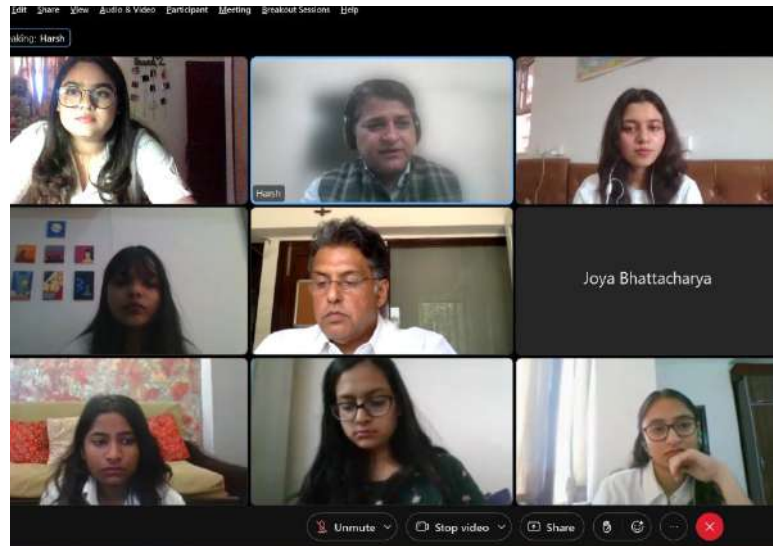 Edit Share View Audio & Video Participant Meeting Breakout Sessions Help
aking: Harsh
Harsh
Joya Bhattacharya
Unmute
Stop video
Share